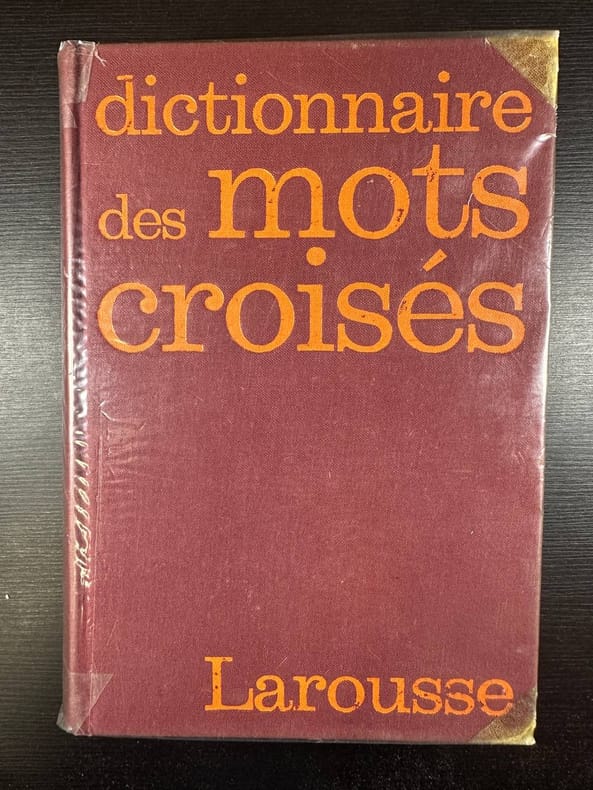 dictionnaire
des mots
croisés
Larousse